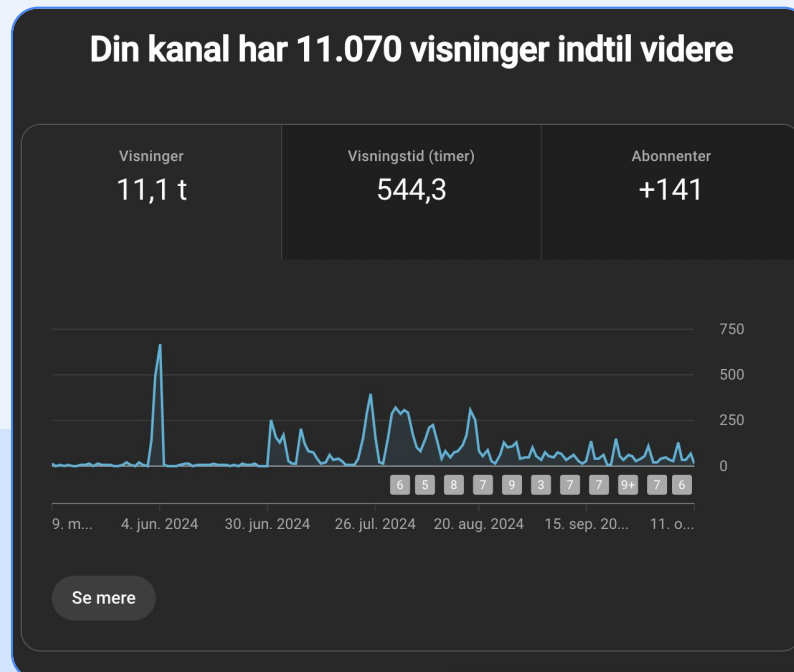 Din kanal har 11.070 visninger indtil videre
Visninger
11,1 t
Visningstid (timer)
544,3
Abonnenter
+141
750
500
250
0
6 5 8 7 9 3 7 7 9+ 7 6
9. m... 4. jun. 2024 30. jun. 2024 26. jul. 2024 20. aug. 2024 15. sep. 20... 11. o...
Se mere